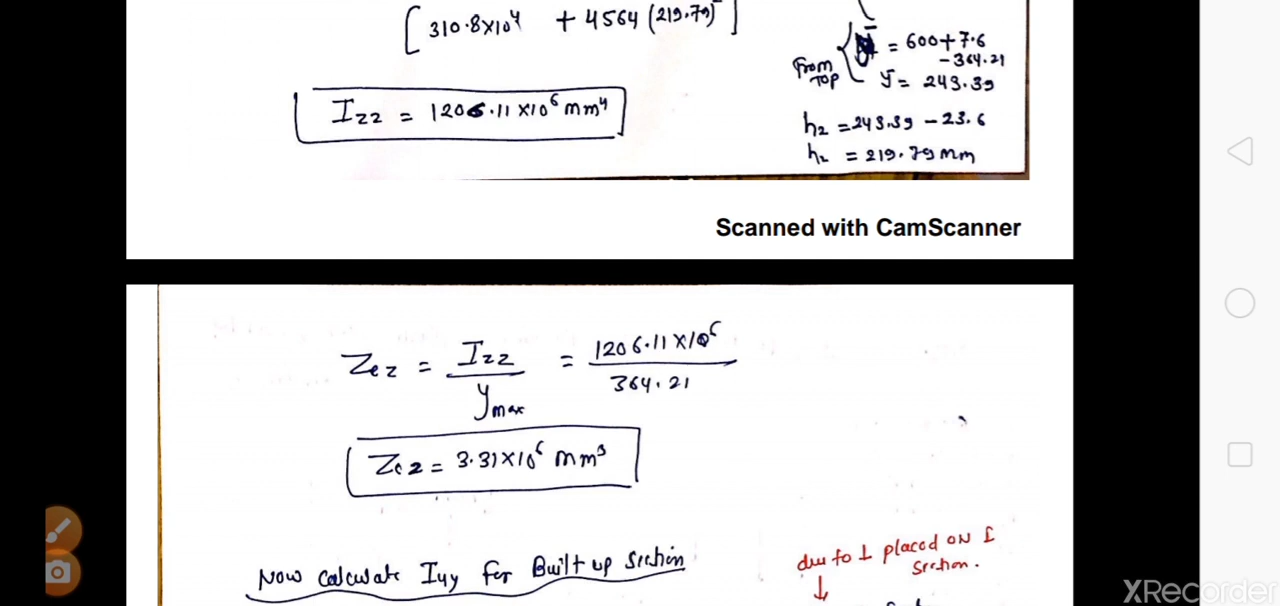 [ 310.8×10⁴ + 4564 (219.79)² ]
Izz = 1206.11 ×10⁶ mm⁴
From TOP { = 600+7.6
-364.21
ȳ = 243.39
h₂ = 243.39 - 23.6
h₂ = 219.79 mm
Scanned with CamScanner
Zez = Izz / ymax = 1206.11×10⁶ / 364.21
Zez = 3.31×10⁶ mm³
Now calculate Iyy for Built up Section
due to ⊥ placed on I
Section.
↓
XRecorder